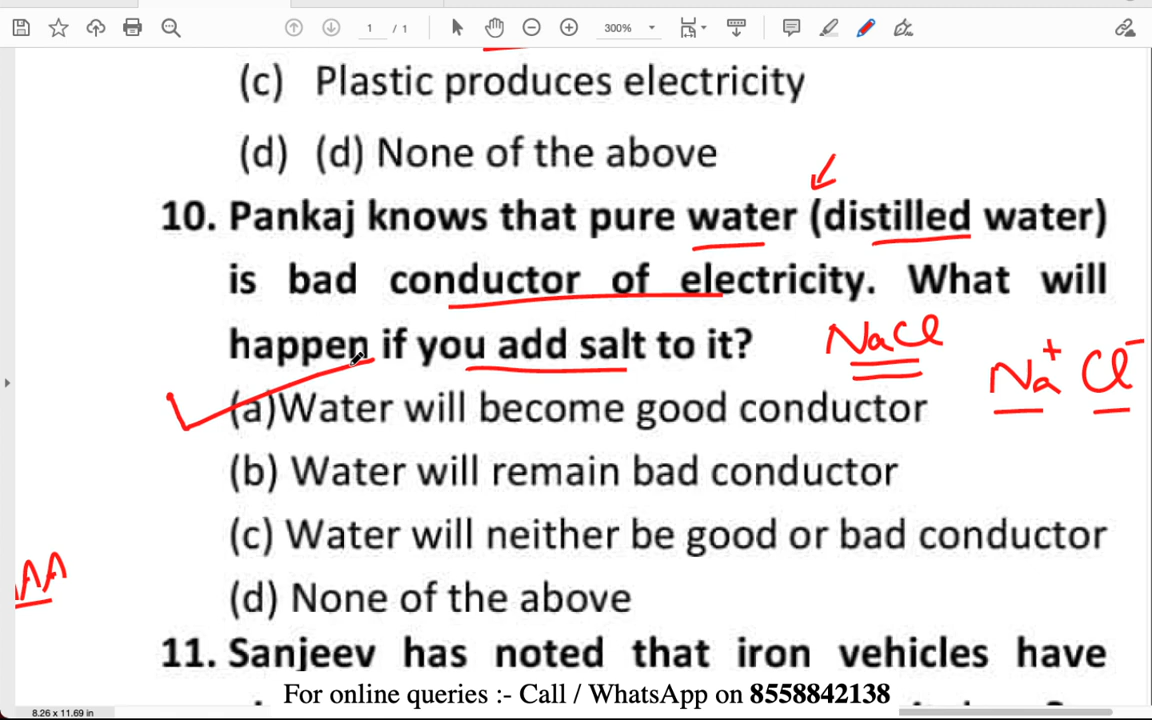 1 / 1
300%
(c) Plastic produces electricity
(d) (d) None of the above
10. Pankaj knows that pure water (distilled water)
is bad conductor of electricity. What will
happen if you add salt to it?
NaCl
Na+ Cl-
(a)Water will become good conductor
(b) Water will remain bad conductor
(c) Water will neither be good or bad conductor
AA
(d) None of the above
11. Sanjeev has noted that iron vehicles have
For online queries :- Call / WhatsApp on 8558842138
8.26 x 11.69 in